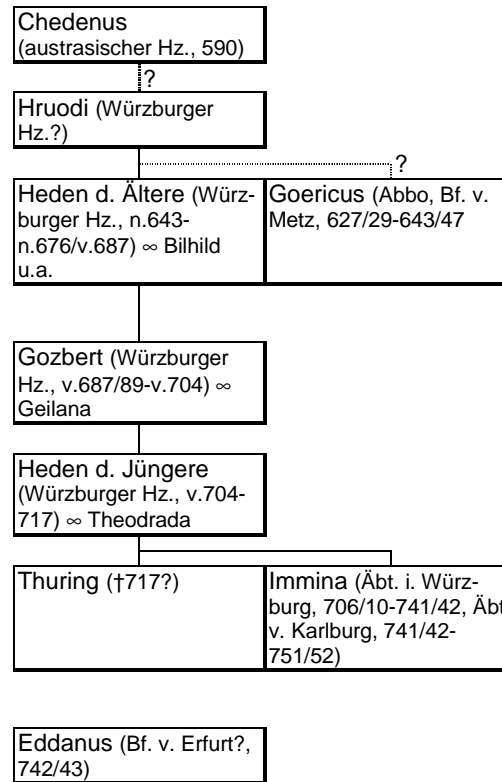 Chedenus
(austrasischer Hz., 590)
?
Hruodi (Würzburger
Hz.?)
?
Heden d. Ältere (Würz-
burger Hz., n.643-
n.676/v.687) ∞ Bilhild
u.a.
Goericus (Abbo, Bf. v.
Metz, 627/29-643/47
Gozbert (Würzburger
Hz., v.687/89-v.704) ∞
Geilana
Heden d. Jüngere
(Würzburger Hz., v.704-
717) ∞ Theodrada
Thuring (†717?)
Immina (Äbt. i. Würz-
burg, 706/10-741/42, Äbt
v. Karlburg, 741/42-
751/52)
Eddanus (Bf. v. Erfurt?,
742/43)